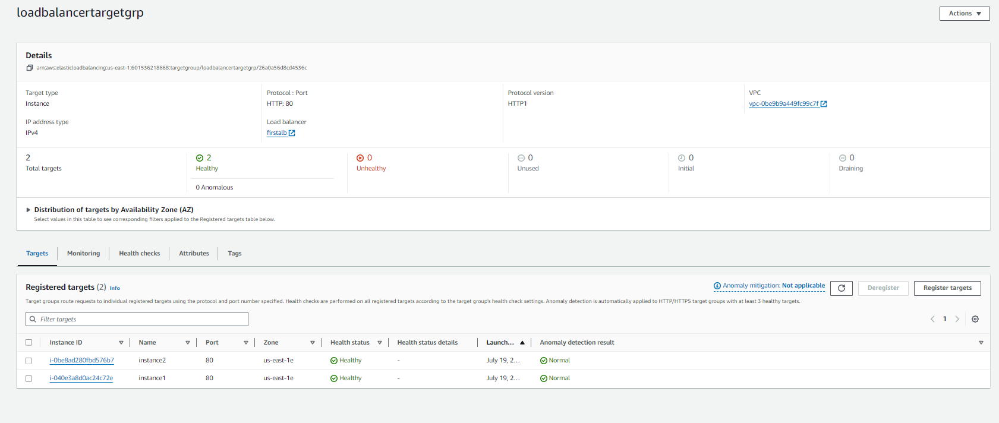 loadbalancertargetgrp
Actions
Details
arn:aws:elasticloadbalancing:us-east-1:601536218668:targetgroup/loadbalancertargetgrp/26a0a56d8cd4536c
Target type
Instance
Protocol : Port
HTTP: 80
Protocol version
HTTP1
VPC
vpc-0be9b9a449fc99c7f
IP address type
IPv4
Load balancer
firstalb
2
Total targets
2
Healthy
0 Anomalous
0
Unhealthy
0
Unused
0
Initial
0
Draining
Distribution of targets by Availability Zone (AZ)
Select values in this table to see corresponding filters applied to the Registered targets table below.
Targets Monitoring Health checks Attributes Tags
Registered targets (2) Info
Anomaly mitigation: Not applicable
Deregister
Register targets
Target groups route requests to individual registered targets using the protocol and port number specified. Health checks are performed on all registered targets according to the target group's health check settings. Anomaly detection is automatically applied to HTTP/HTTPS target groups with at least 3 healthy targets.
Filter targets
1
Instance ID Name Port Zone Health status Health status details Launch... Anomaly detection result
i-0be8ad280fbd576b7 instance2 80 us-east-1e Healthy - July 19, 2... Normal
i-040e3a8d0ac24c72e instance1 80 us-east-1e Healthy - July 19, 2... Normal